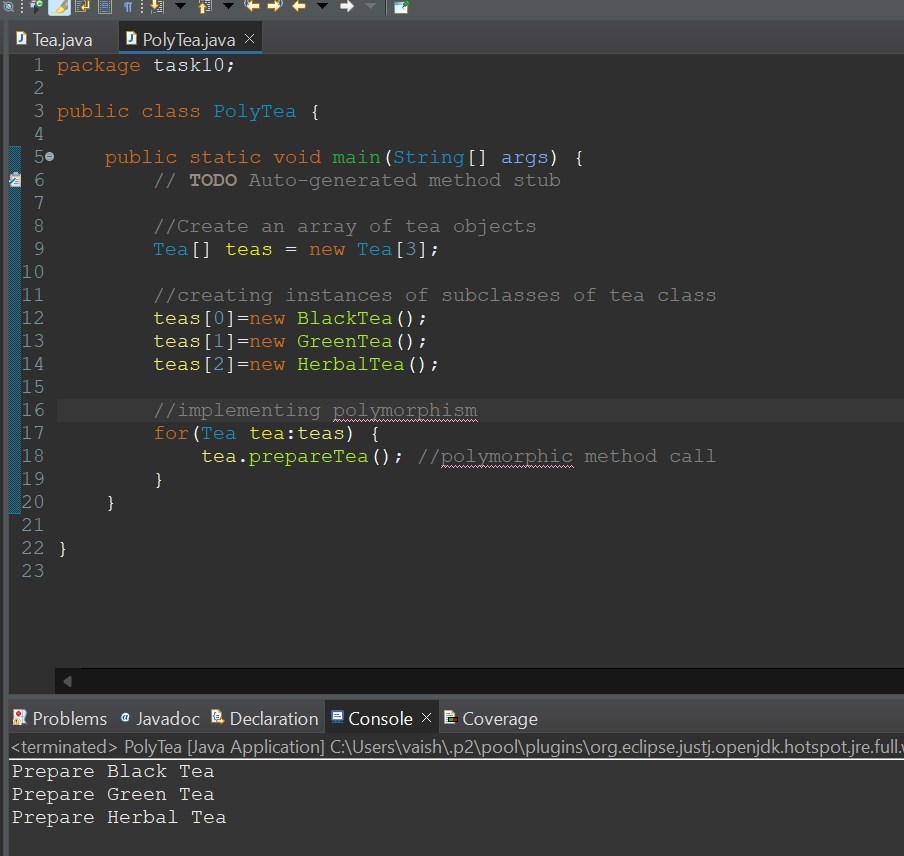 Tea.java PolyTea.java
1 package task10;
2
3 public class PolyTea {
4
5 public static void main(String[] args) {
6 // TODO Auto-generated method stub
7
8 //Create an array of tea objects
9 Tea[] teas = new Tea[3];
10
11 //creating instances of subclasses of tea class
12 teas[0]=new BlackTea();
13 teas[1]=new GreenTea();
14 teas[2]=new HerbalTea();
15
16 //implementing polymorphism
17 for(Tea tea:teas) {
18 tea.prepareTea(); //polymorphic method call
19 }
20 }
21
22 }
23
Problems Javadoc Declaration Console Coverage
<terminated> PolyTea [Java Application] C:\Users\vaish\.p2\pool\plugins\org.eclipse.justj.openjdk.hotspot.jre.full.
Prepare Black Tea
Prepare Green Tea
Prepare Herbal Tea